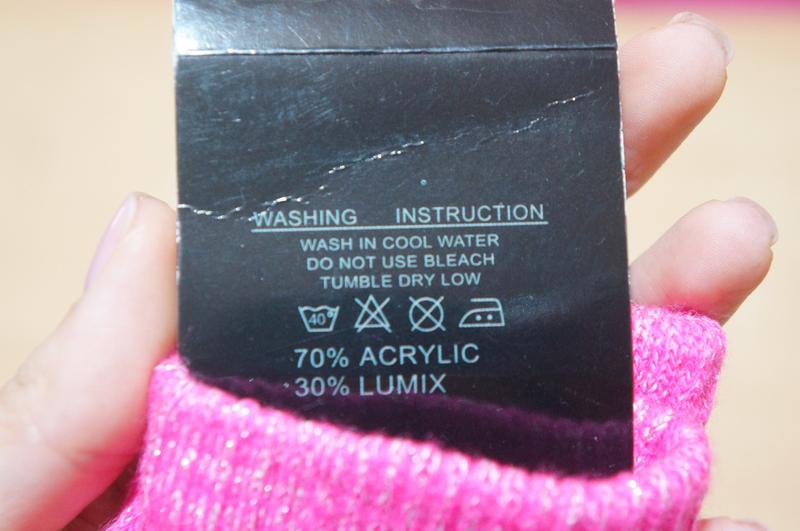 WASHING INSTRUCTION
WASH IN COOL WATER
DO NOT USE BLEACH
TUMBLE DRY LOW
40°
70% ACRYLIC
30% LUMIX